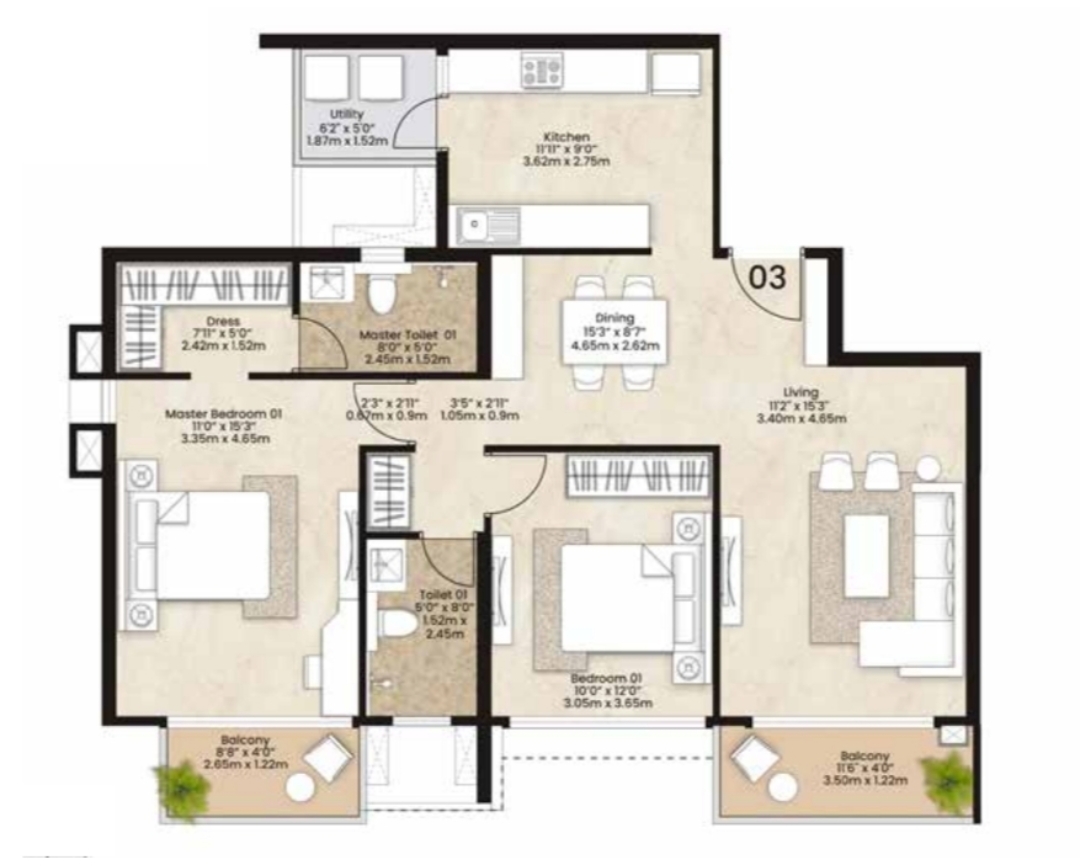 Utility
6'2" x 5'0"
1.87m x 1.52m
Kitchen
11'11" x 9'0"
3.62m x 2.75m
03
Dress
7'11" x 5'0"
2.42m x 1.52m
Master Toilet 01
8'0" x 5'0"
2.45m x 1.52m
Dining
15'3" x 8'7"
4.65m x 2.62m
Master Bedroom 01
11'0" x 15'3"
3.35m x 4.65m
2'3" x 2'11"
0.67m x 0.9m
3'5" x 2'11"
1.05m x 0.9m
Living
11'2" x 15'3"
3.40m x 4.65m
Toilet 01
5'0" x 8'0"
1.52m x
2.45m
Bedroom 01
10'0" x 12'0"
3.05m x 3.65m
Balcony
8'8" x 4'0"
2.65m x 1.22m
Balcony
11'6" x 4'0"
3.50m x 1.22m